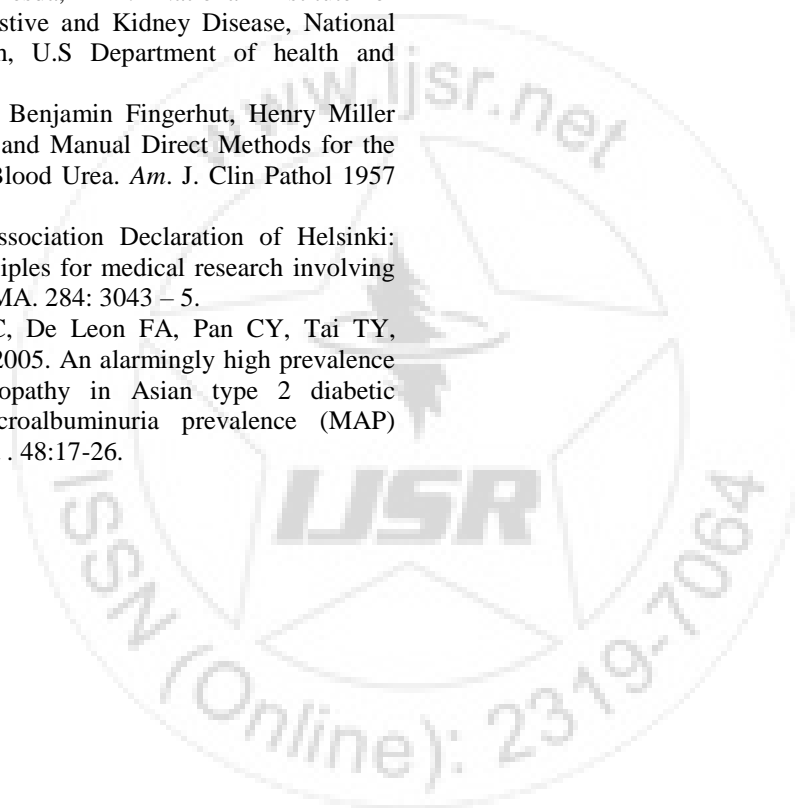 stive and Kidney Disease, National
U.S Department of health and
Benjamin Fingerhut, Henry Miller
and Manual Direct Methods for the
Blood Urea. Am. J. Clin Pathol 1957
ssociation Declaration of Helsinki:
iples for medical research involving
MA. 284: 3043 – 5.
C, De Leon FA, Pan CY, Tai TY,
2005. An alarmingly high prevalence
opathy in Asian type 2 diabetic
croalbuminuria prevalence (MAP)
. 48:17-26.
www.ijsr.net
IJSR
ISSN (Online): 2319-7064